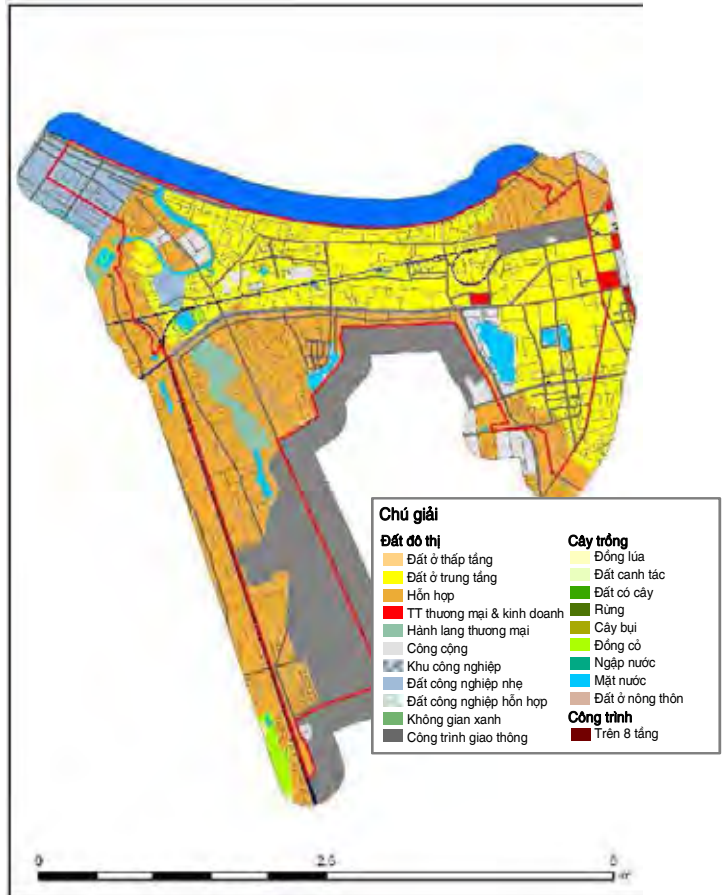 Chú giải
Đất đô thị
Đất ở thấp tầng
Đất ở trung tầng
Hỗn hợp
TT thương mại & kinh doanh
Hành lang thương mại
Công cộng
Khu công nghiệp
Đất công nghiệp nhẹ
Đất công nghiệp hỗn hợp
Không gian xanh
Công trình giao thông
Cây trồng
Đồng lúa
Đất canh tác
Đất có cây
Rừng
Cây bụi
Đồng cỏ
Ngập nước
Mặt nước
Đất ở nông thôn
Công trình
Trên 8 tầng
0 2.5